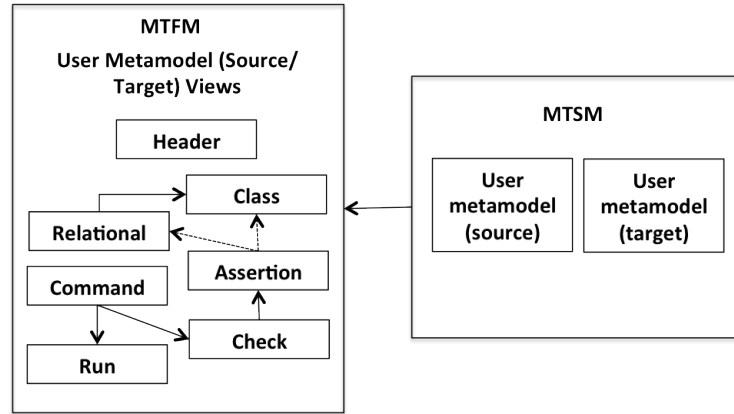 MTFM
User Metamodel (Source/
Target) Views
Header
Class
Relational
Assertion
Command
Check
Run
MTSM
User
metamodel
(source)
User
metamodel
(target)